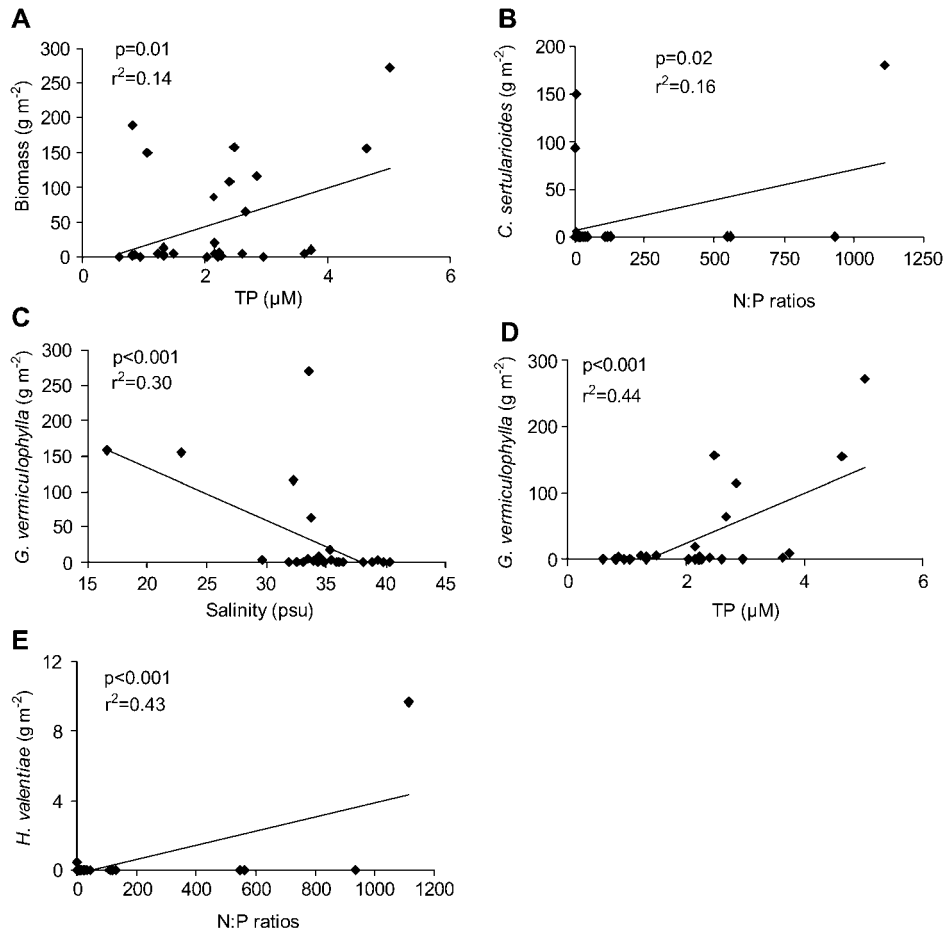 A
p=0.01
r²=0.14
Biomass (g m⁻²)
300
250
200
150
100
50
0
0 2 4 6
TP (µM)
B
p=0.02
r²=0.16
C. sertularioides (g m⁻²)
200
150
100
50
0
0 250 500 750 1000 1250
N:P ratios
C
p<0.001
r²=0.30
G. vermiculophylla (g m⁻²)
300
250
200
150
100
50
0
15 20 25 30 35 40 45
Salinity (psu)
D
p<0.001
r²=0.44
G. vermiculophylla (g m⁻²)
300
200
100
0
0 2 4 6
TP (µM)
E
p<0.001
r²=0.43
H. valentiae (g m⁻²)
12
8
4
0
0 200 400 600 800 1000 1200
N:P ratios